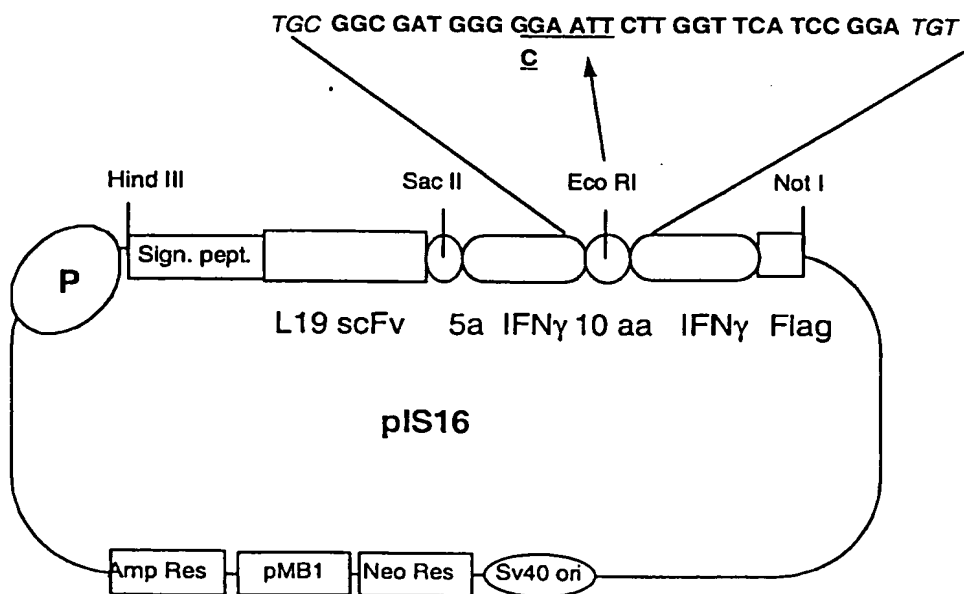 TGC GGC GAT GGG GGA ATT CTT GGT TCA TCC GGA TGT
C
Hind III
Sac II
Eco RI
Not I
P
Sign. pept.
L19 scFv
5a
IFNγ
10 aa
IFNγ
Flag
pIS16
Amp Res
pMB1
Neo Res
Sv40 ori